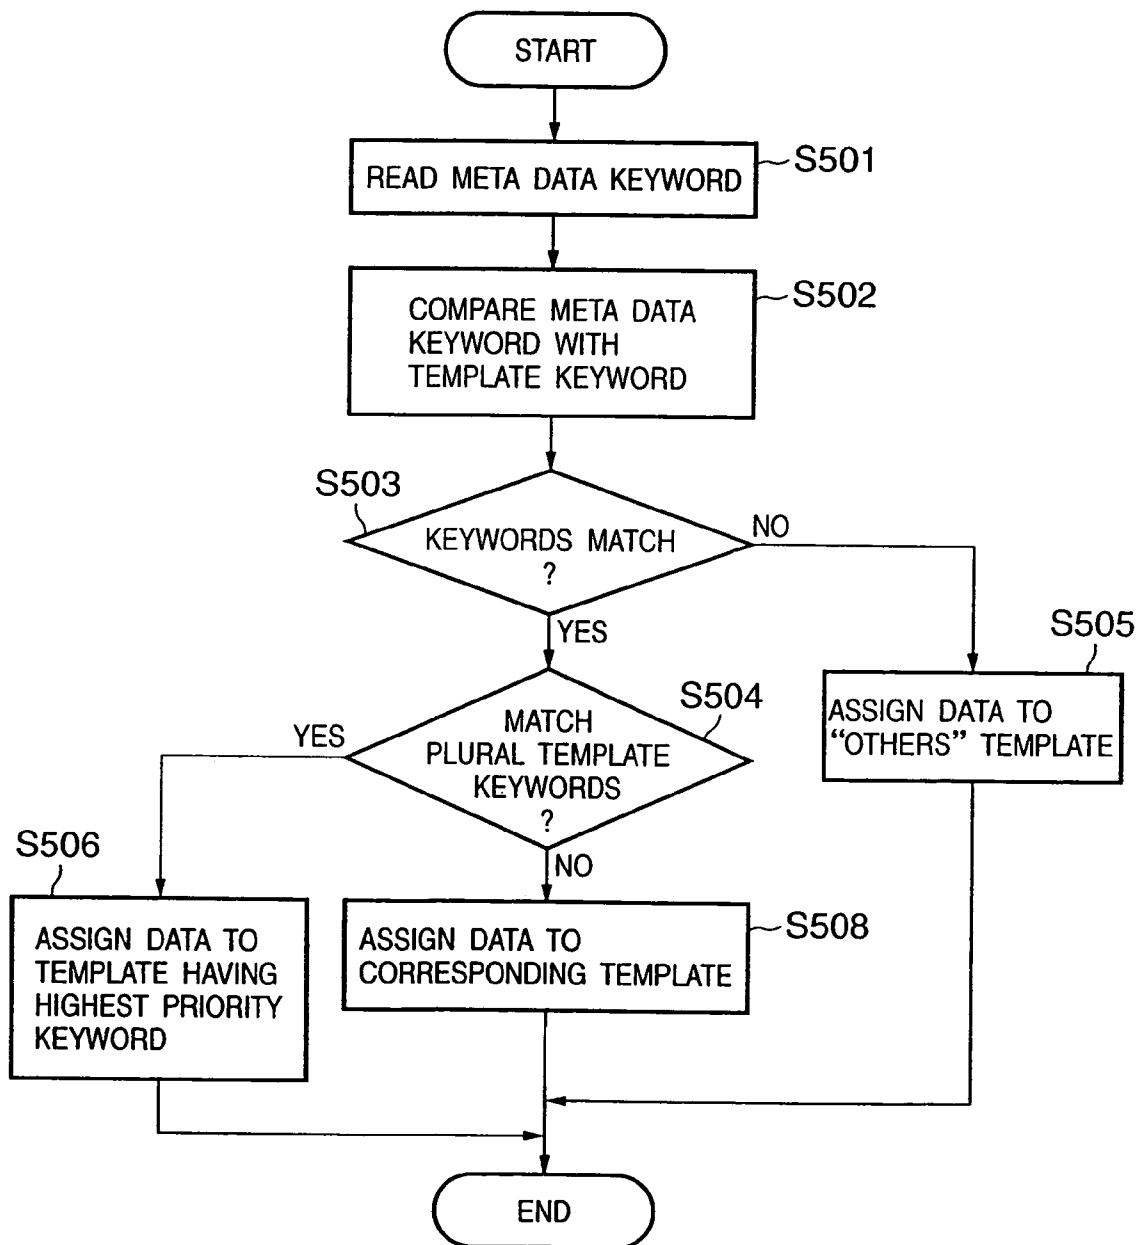 START
READ META DATA KEYWORD
S501
COMPARE META DATA
KEYWORD WITH
TEMPLATE KEYWORD
S502
S503
KEYWORDS MATCH
?
NO
YES
S505
ASSIGN DATA TO
“OTHERS” TEMPLATE
S504
MATCH
PLURAL TEMPLATE
KEYWORDS
?
YES
NO
S506
ASSIGN DATA TO
TEMPLATE HAVING
HIGHEST PRIORITY
KEYWORD
ASSIGN DATA TO
CORRESPONDING TEMPLATE
S508
END